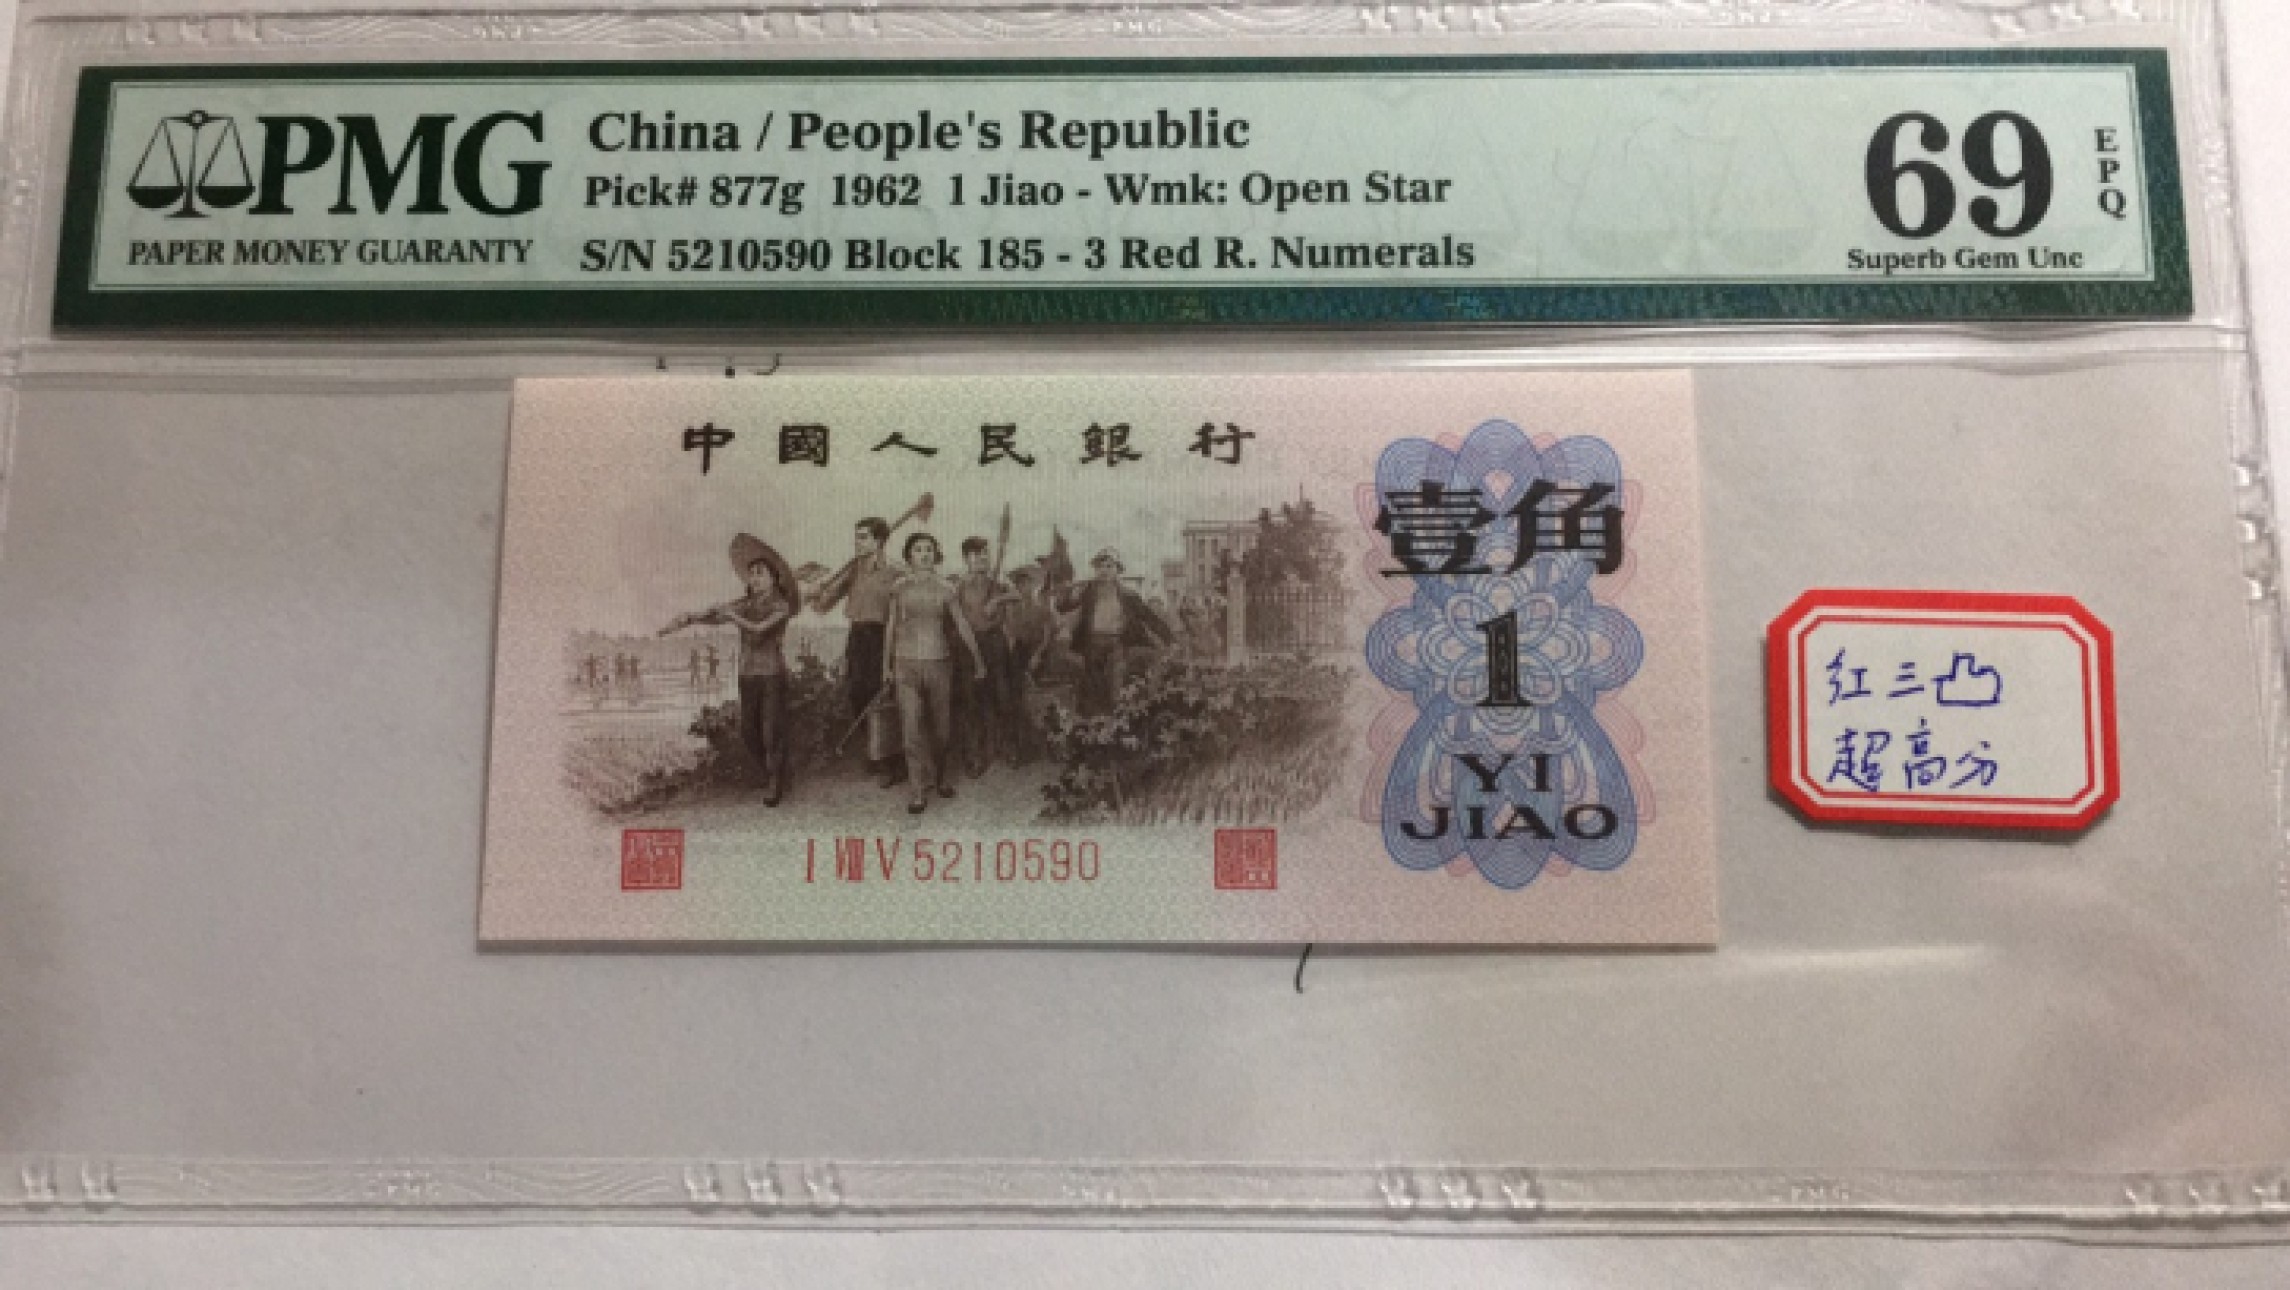 PMG
PAPER MONEY GUARANTY
China / People's Republic
Pick# 877g 1962 1 Jiao - Wmk: Open Star
S/N 5210590 Block 185 - 3 Red R. Numerals
69
EPQ
Superb Gem Unc
中國人民銀行
壹角
1
YI
JIAO
I VIII V 5210590
红三凸
超高分